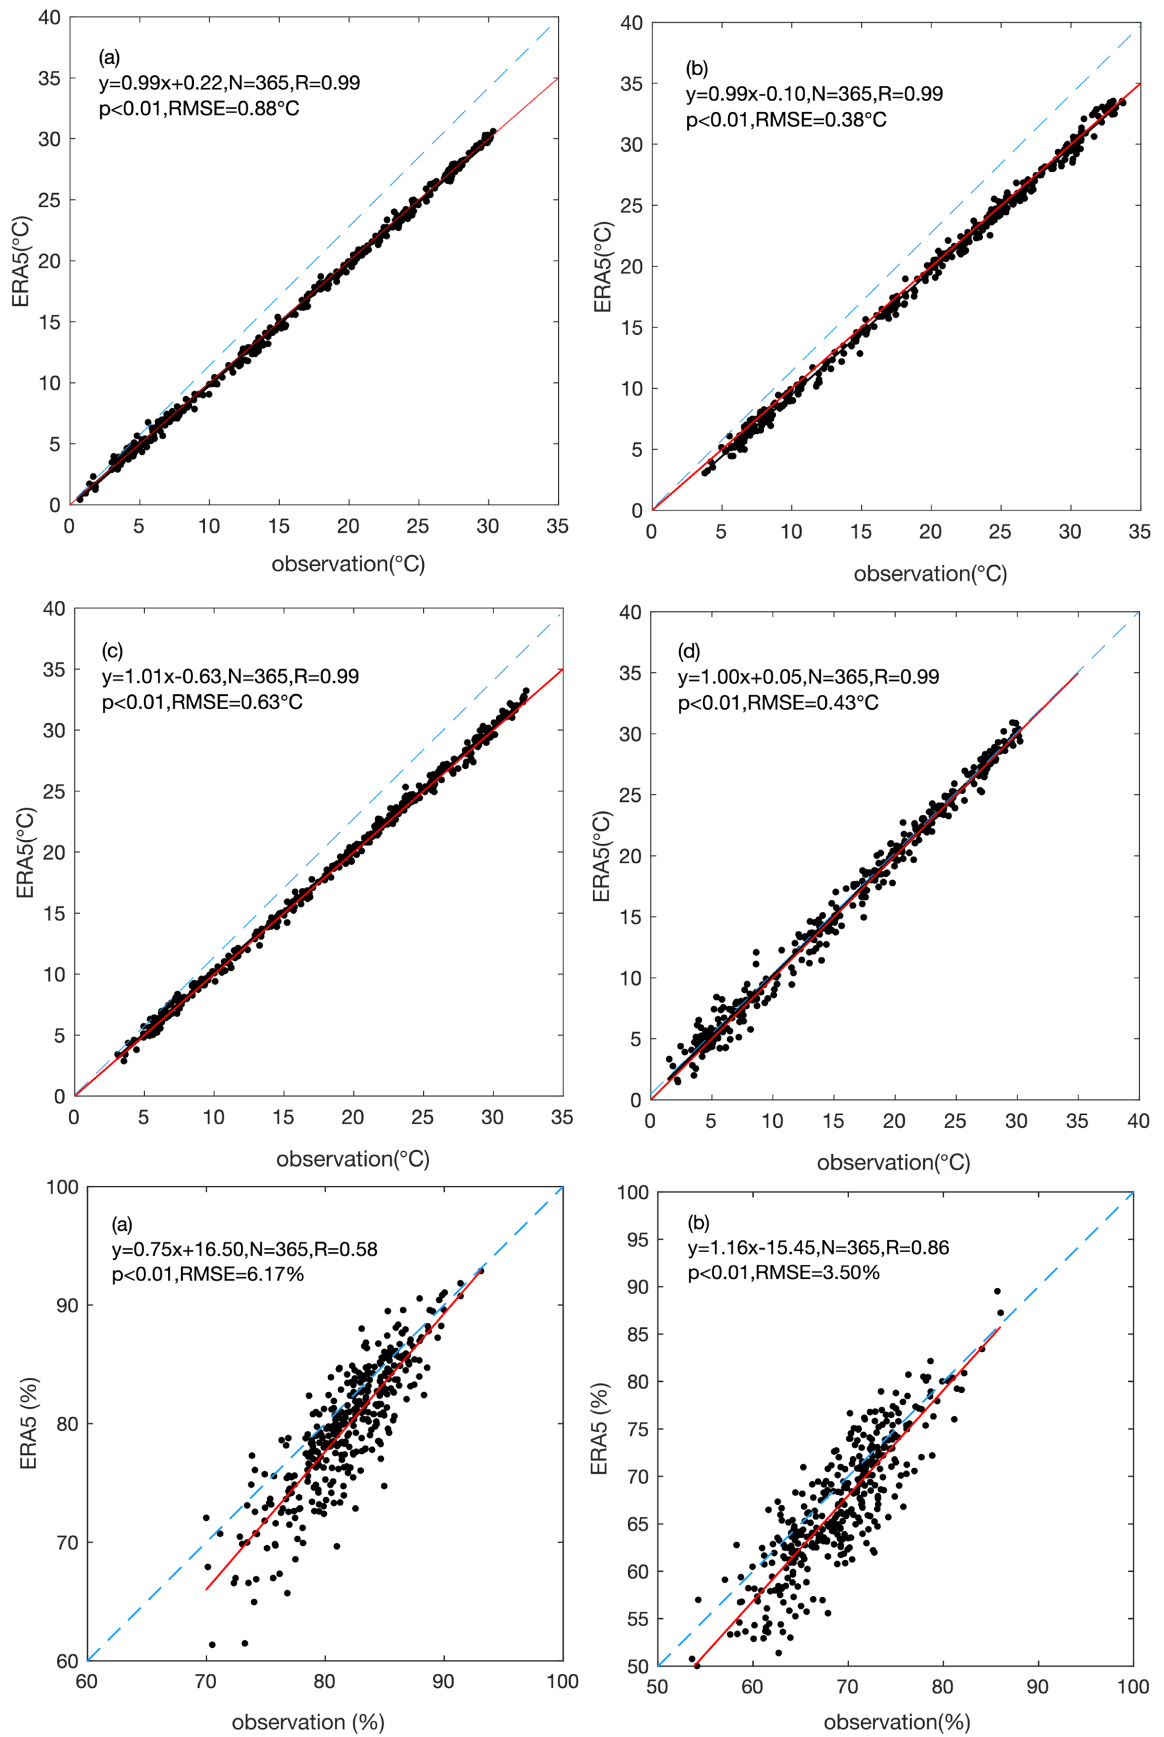 (a)
y=0.99x+0.22,N=365,R=0.99
p<0.01,RMSE=0.88°C
40
35
30
25
20
15
10
5
0
ERA5(°C)
0 5 10 15 20 25 30 35
observation(°C)
(b)
y=0.99x-0.10,N=365,R=0.99
p<0.01,RMSE=0.38°C
40
35
30
25
20
15
10
5
0
ERA5(°C)
0 5 10 15 20 25 30 35
observation(°C)
(c)
y=1.01x-0.63,N=365,R=0.99
p<0.01,RMSE=0.63°C
40
35
30
25
20
15
10
5
0
ERA5(°C)
0 5 10 15 20 25 30 35
observation(°C)
(d)
y=1.00x+0.05,N=365,R=0.99
p<0.01,RMSE=0.43°C
40
35
30
25
20
15
10
5
0
ERA5(°C)
0 5 10 15 20 25 30 35 40
observation(°C)
(a)
y=0.75x+16.50,N=365,R=0.58
p<0.01,RMSE=6.17%
100
90
80
70
60
ERA5 (%)
60 70 80 90 100
observation (%)
(b)
y=1.16x-15.45,N=365,R=0.86
p<0.01,RMSE=3.50%
100
95
90
85
80
75
70
65
60
55
50
ERA5 (%)
50 60 70 80 90 100
observation(%)